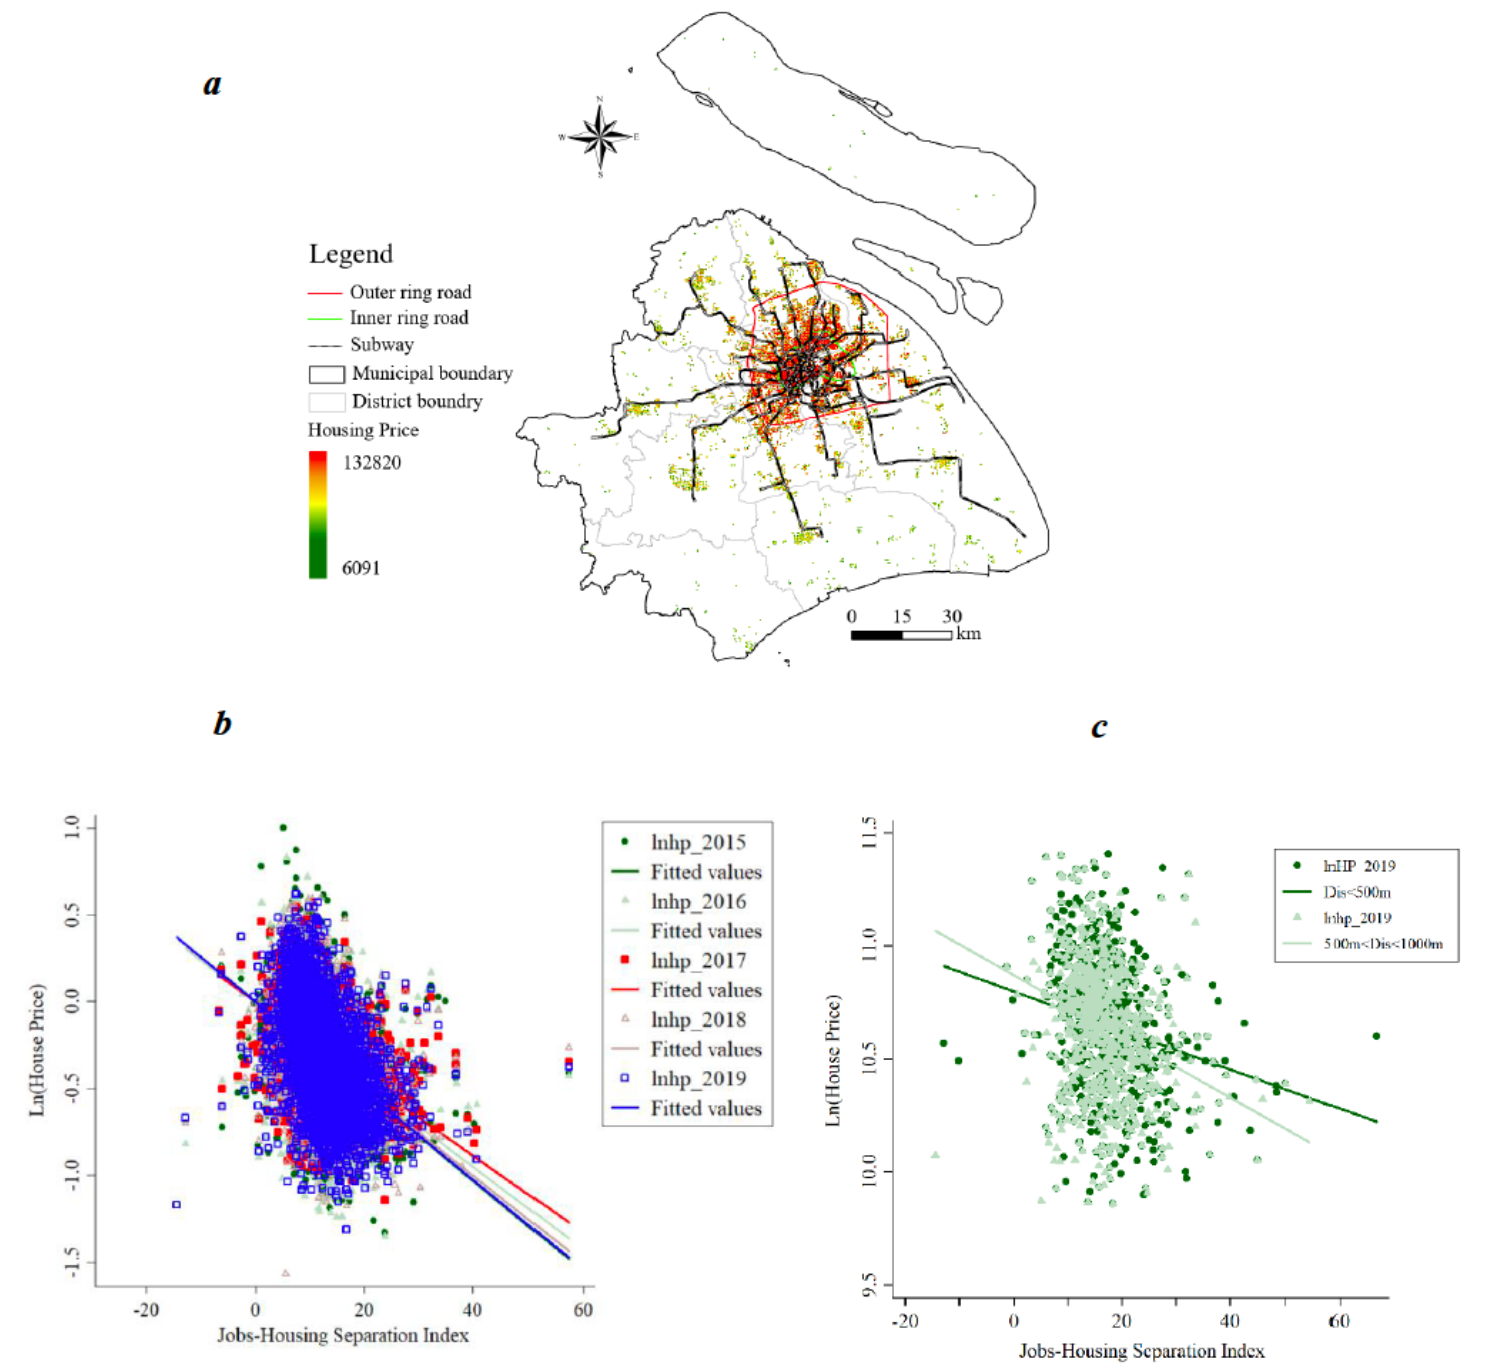 a
N
W E
S
Legend
Outer ring road
Inner ring road
Subway
Municipal boundary
District boundry
Housing Price
132820
6091
0 15 30
km
b
1.0
0.5
0.0
-0.5
-1.0
-1.5
Ln(House Price)
-20 0 20 40 60
Jobs-Housing Separation Index
lnhp_2015
Fitted values
lnhp_2016
Fitted values
lnhp_2017
Fitted values
lnhp_2018
Fitted values
lnhp_2019
Fitted values
c
11.5
11.0
10.5
10.0
9.5
Ln(House Price)
-20 0 20 40 60
Jobs-Housing Separation Index
lnHP_2019
Dis<500m
lnhp_2019
500m<Dis<1000m